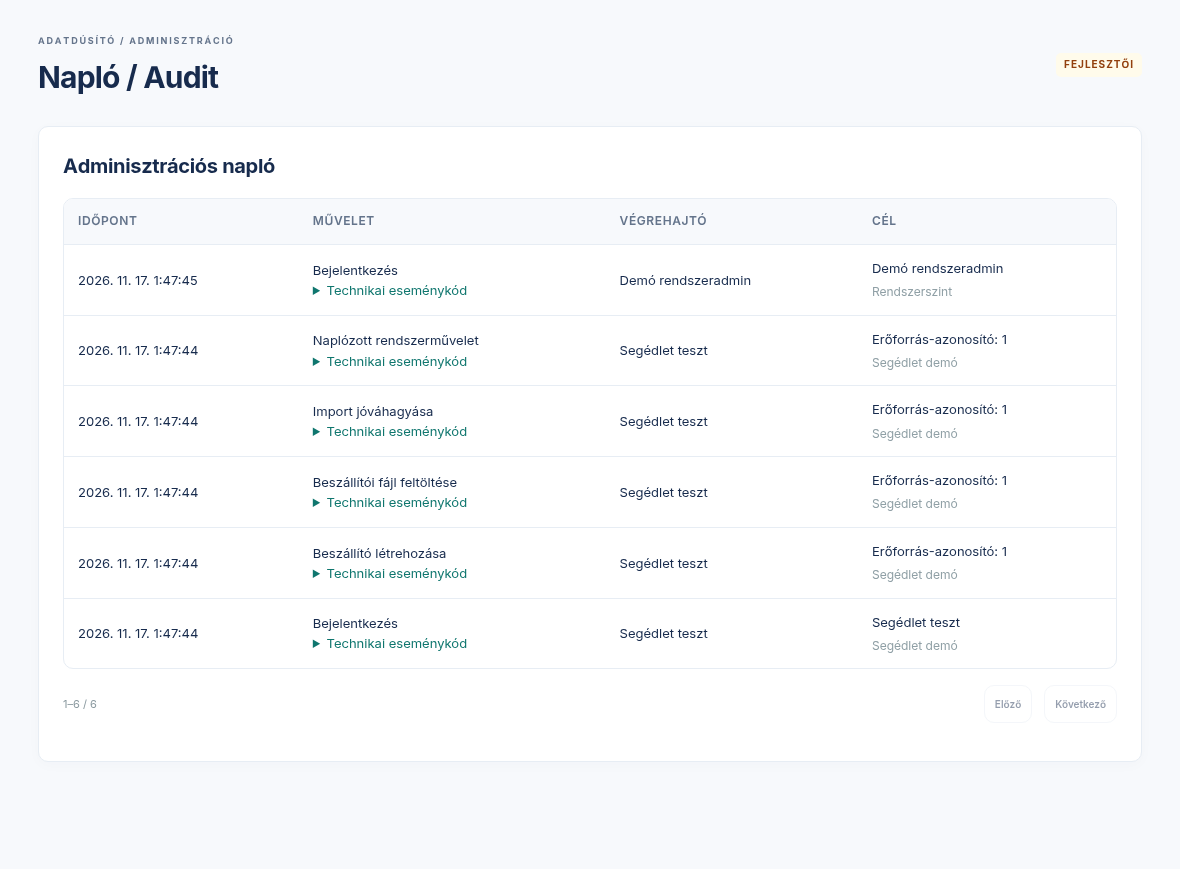 ADATDÚSÍTÓ / ADMINISZTRÁCIÓ
Napló / Audit
FEJLESZTŐI
Adminisztrációs napló
IDŐPONT MŰVELET VÉGREHAJTÓ CÉL
2026. 11. 17. 1:47:45
Bejelentkezés
▶ Technikai eseménykód
Demó rendszeradmin
Demó rendszeradmin
Rendszerszint
2026. 11. 17. 1:47:44
Naplózott rendszerművelet
▶ Technikai eseménykód
Segédlet teszt
Erőforrás-azonosító: 1
Segédlet demó
2026. 11. 17. 1:47:44
Import jóváhagyása
▶ Technikai eseménykód
Segédlet teszt
Erőforrás-azonosító: 1
Segédlet demó
2026. 11. 17. 1:47:44
Beszállítói fájl feltöltése
▶ Technikai eseménykód
Segédlet teszt
Erőforrás-azonosító: 1
Segédlet demó
2026. 11. 17. 1:47:44
Beszállító létrehozása
▶ Technikai eseménykód
Segédlet teszt
Erőforrás-azonosító: 1
Segédlet demó
2026. 11. 17. 1:47:44
Bejelentkezés
▶ Technikai eseménykód
Segédlet teszt
Segédlet teszt
Segédlet demó
1–6 / 6
Előző
Következő